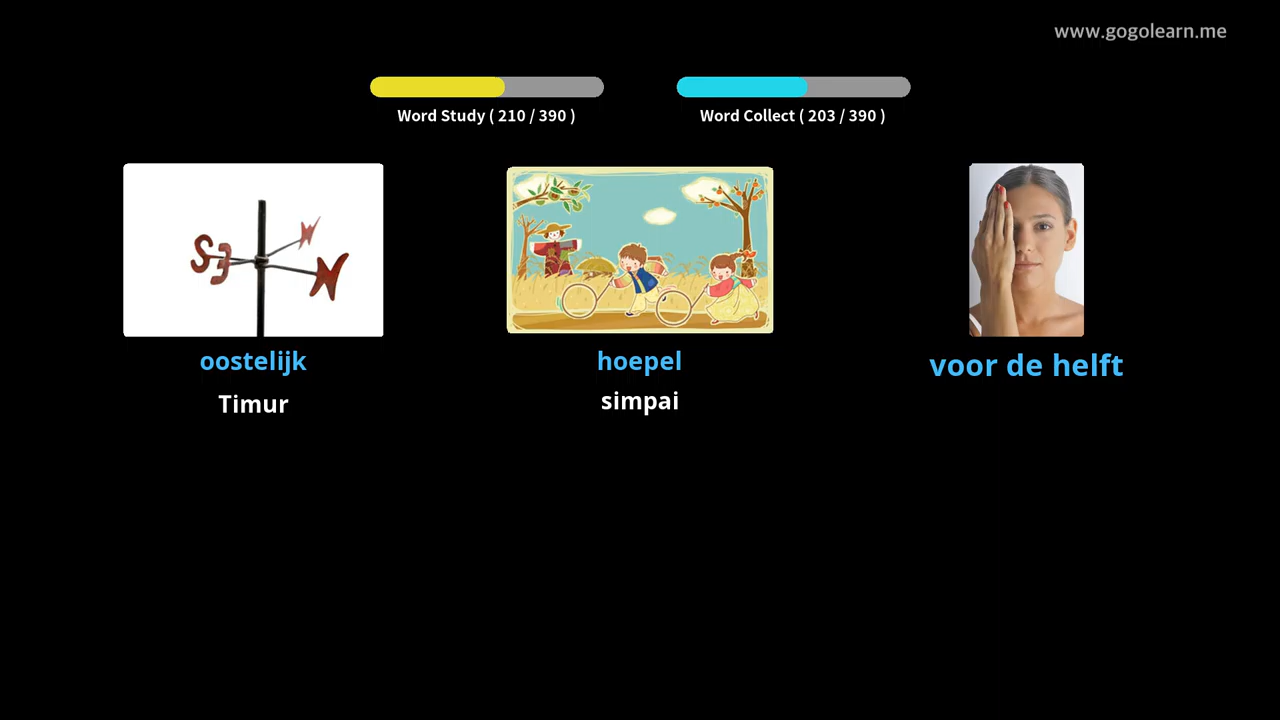 www.gogolearn.me
Word Study ( 210 / 390 )
Word Collect ( 203 / 390 )
S E N N
oostelijk
Timur
hoepel
simpai
voor de helft